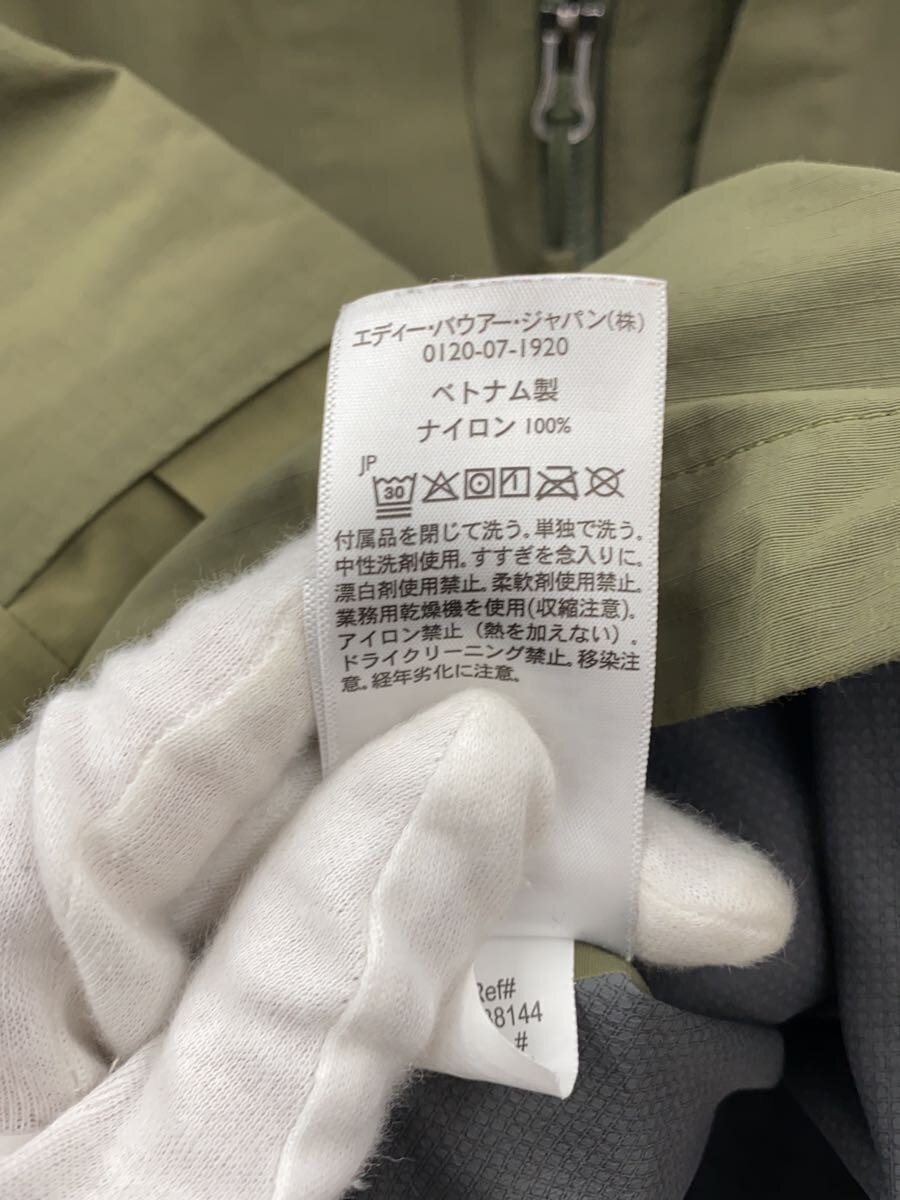 エディー・バウアー・ジャパン(株)
0120-07-1920
ベトナム製
ナイロン 100%
JP
30
付属品を閉じて洗う。単独で洗う。
中性洗剤使用。すすぎを念入りに。
漂白剤使用禁止。柔軟剤使用禁止。
業務用乾燥機を使用(収縮注意)。
アイロン禁止(熱を加えない)。
ドライクリーニング禁止。移染注
意。経年劣化に注意。
Ref#
8144
#